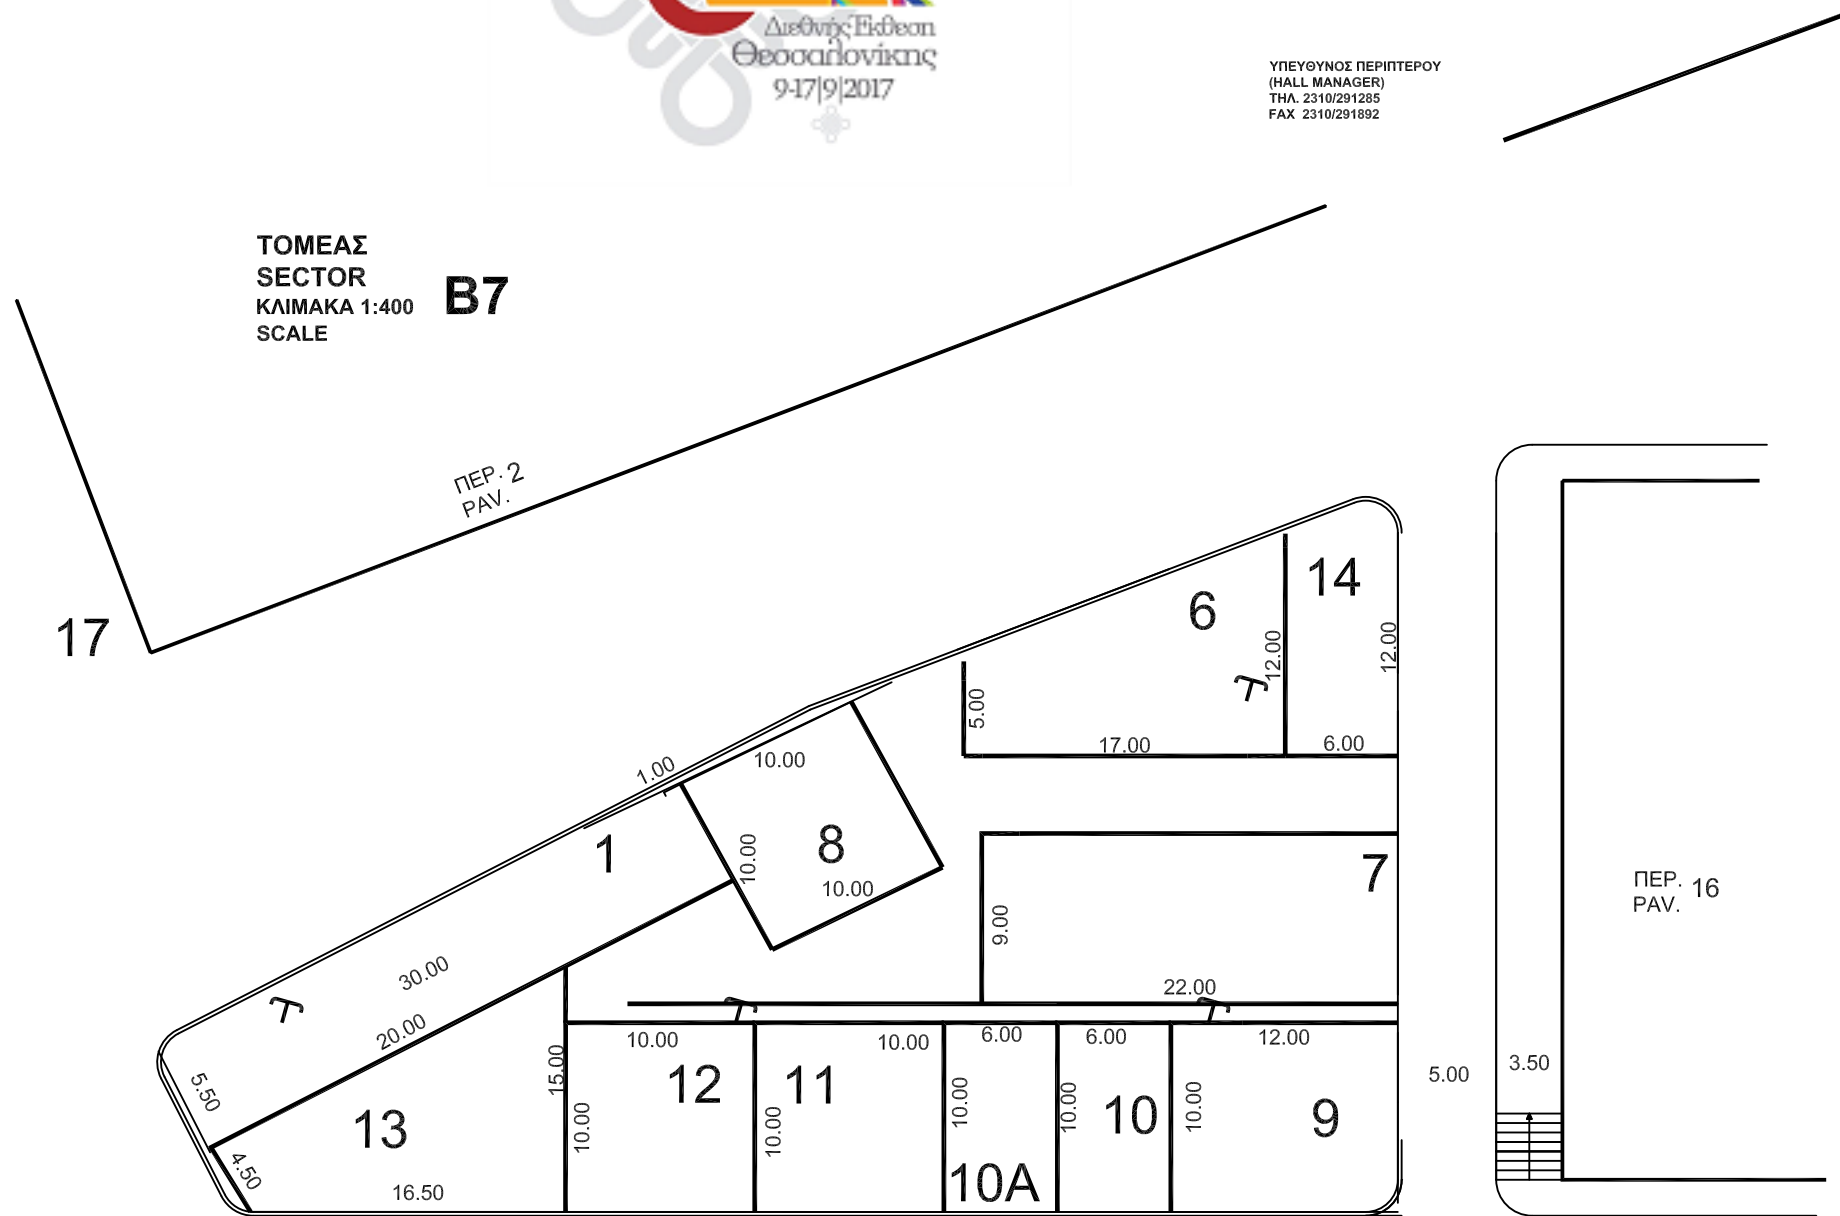 Διεθνής Έκθεση
Θεσσαλονίκης
9-17|9|2017
ΥΠΕΥΘΥΝΟΣ ΠΕΡΙΠΤΕΡΟΥ
(HALL MANAGER)
ΤΗΛ. 2310/291285
FAX 2310/291892
ΤΟΜΕΑΣ
SECTOR
ΚΛΙΜΑΚΑ 1:400
SCALE
B7
ΠΕΡ. 2
PAV.
17
14
6
12.00
12.00
5.00
17.00
6.00
1.00
10.00
1
8
10.00
10.00
7
9.00
22.00
ΠΕΡ. 16
PAV.
30.00
20.00
5.50
4.50
13
16.50
15.00
10.00
12
10.00
10.00
11
10.00
6.00
10.00
10A
6.00
10.00
10
12.00
10.00
9
5.00
3.50